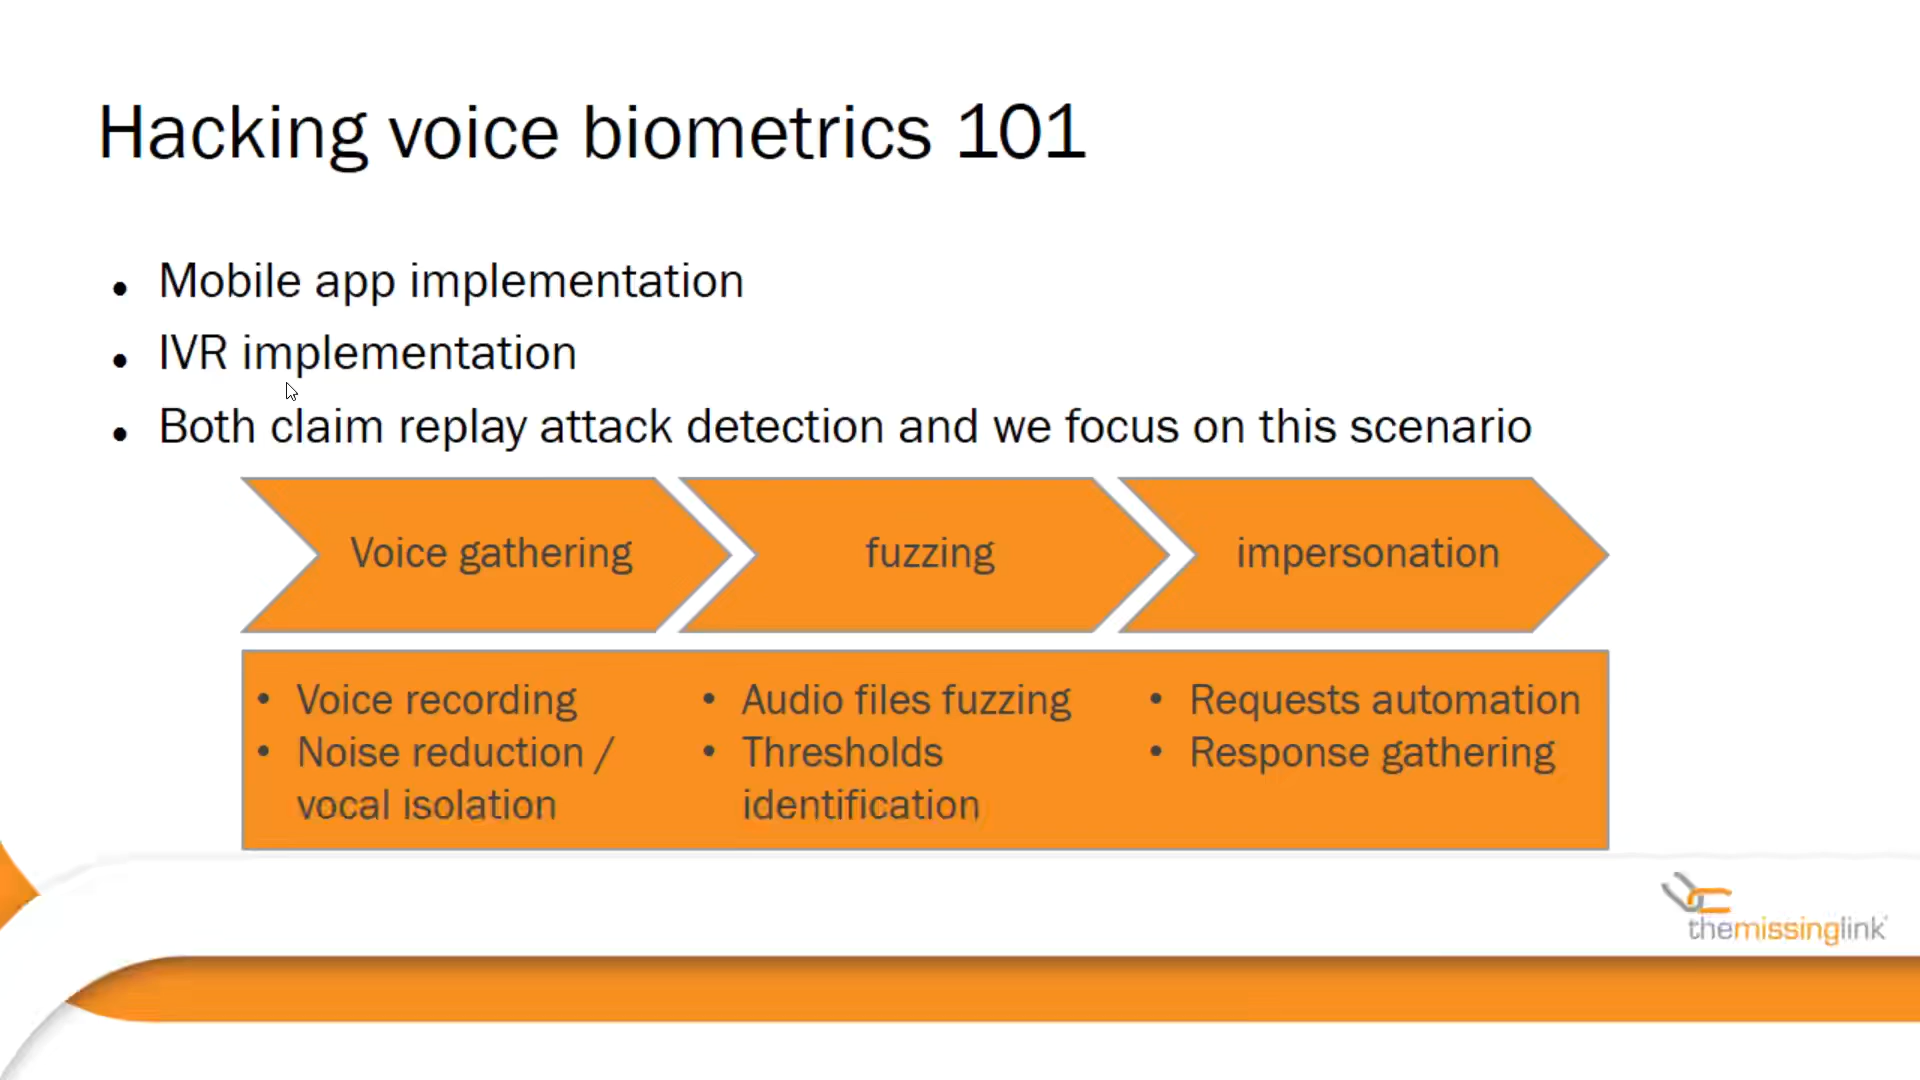 Hacking voice biometrics 101
• Mobile app implementation
• IVR implementation
• Both claim replay attack detection and we focus on this scenario
Voice gathering
fuzzing
impersonation
• Voice recording
• Noise reduction /
vocal isolation
• Audio files fuzzing
• Thresholds
identification
• Requests automation
• Response gathering
themissinglink